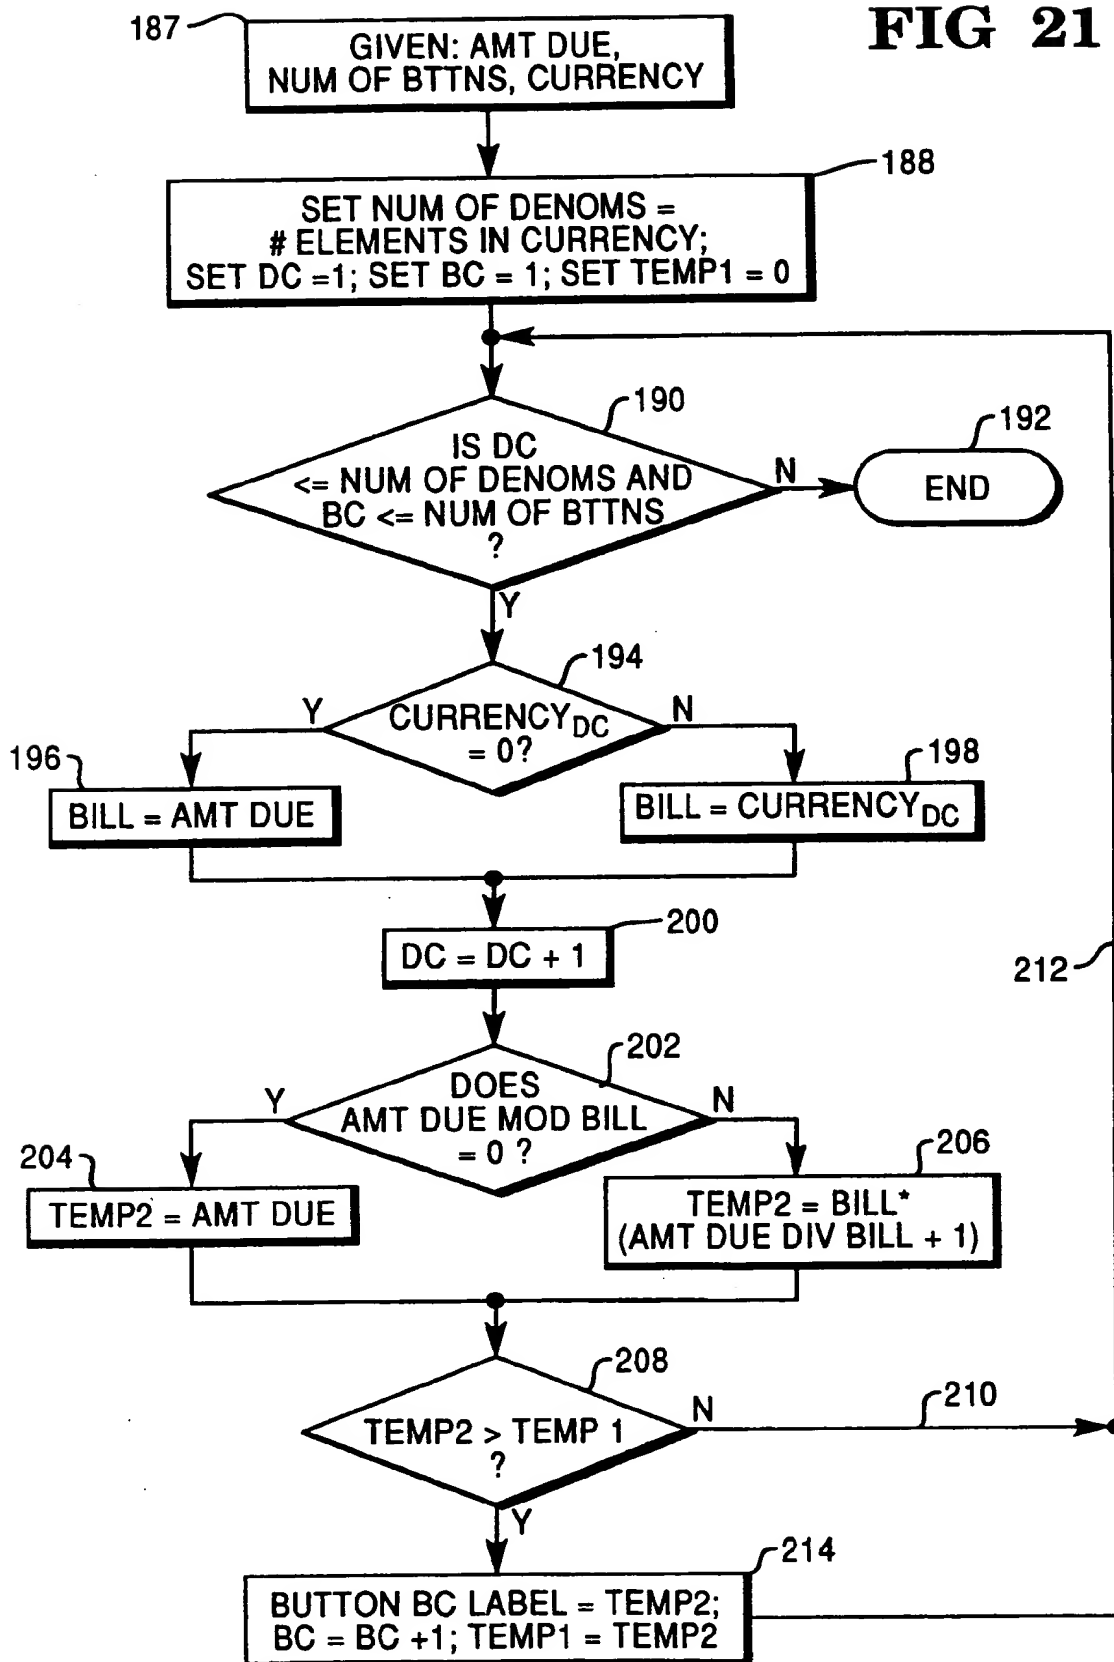 FIG 21
187
GIVEN: AMT DUE,
NUM OF BTTNS, CURRENCY
188
SET NUM OF DENOMS =
# ELEMENTS IN CURRENCY;
SET DC =1; SET BC = 1; SET TEMP1 = 0
190
IS DC
<= NUM OF DENOMS AND
BC <= NUM OF BTTNS
?
N
192
END
Y
194
CURRENCY DC
= 0?
Y
N
196
BILL = AMT DUE
198
BILL = CURRENCY DC
200
DC = DC + 1
212
202
DOES
AMT DUE MOD BILL
= 0 ?
Y
N
204
TEMP2 = AMT DUE
206
TEMP2 = BILL*
(AMT DUE DIV BILL + 1)
208
TEMP2 > TEMP 1
?
N
210
Y
214
BUTTON BC LABEL = TEMP2;
BC = BC +1; TEMP1 = TEMP2